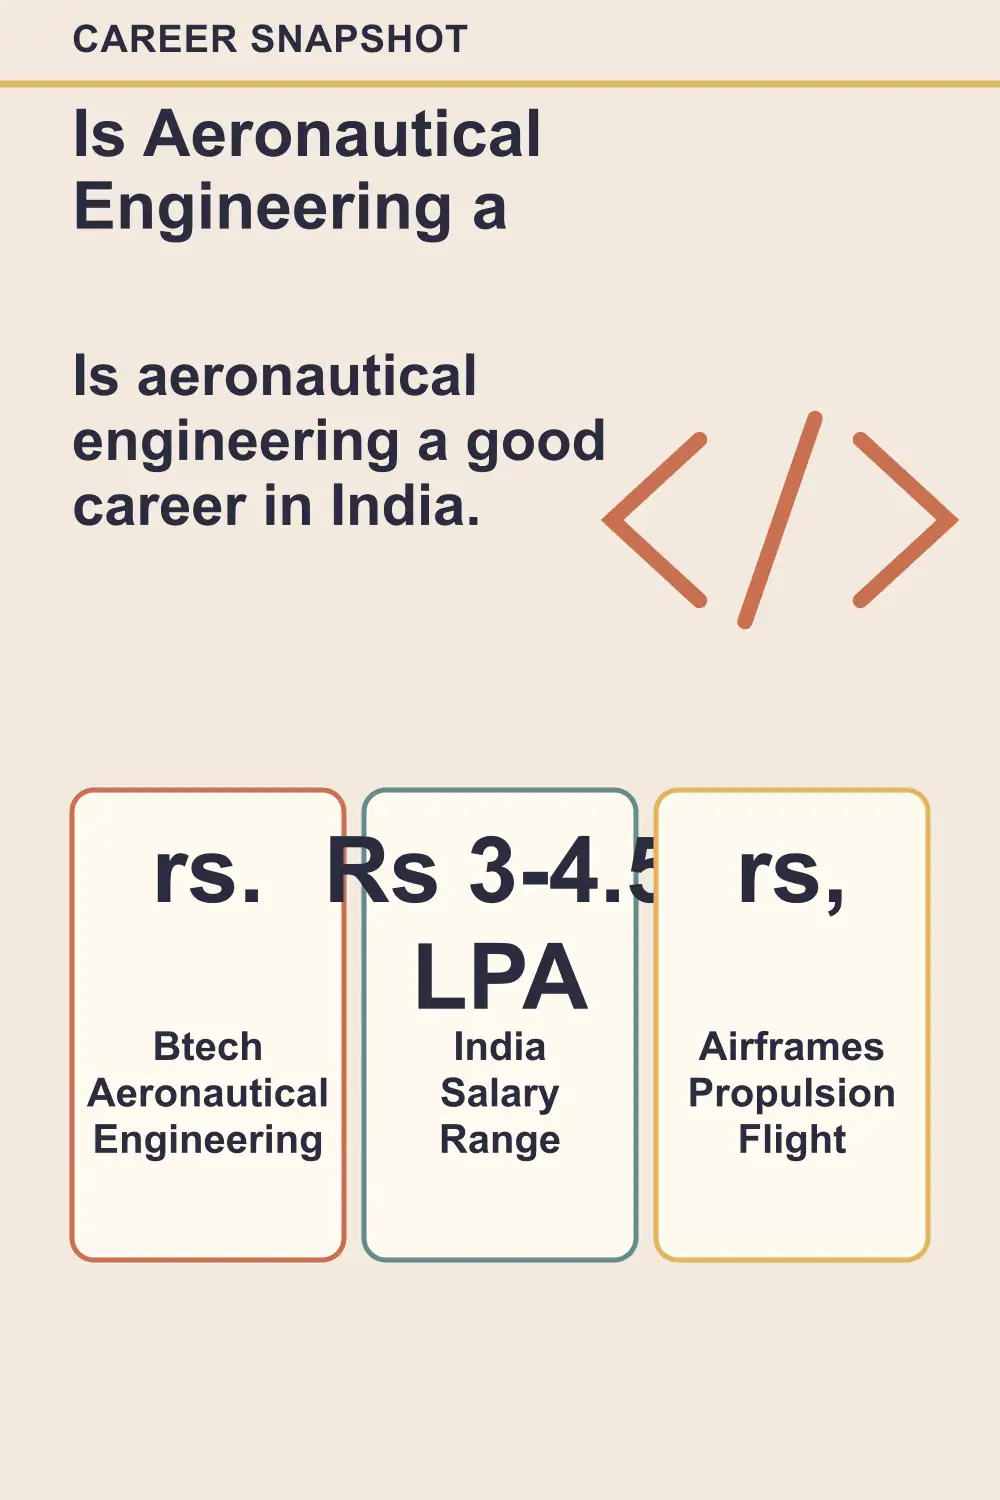 CAREER SNAPSHOT
Is Aeronautical
Engineering a
Is aeronautical
engineering a good
career in India.
rs.
Btech
Aeronautical
Engineering
Rs 3-4.5
LPA
India
Salary
Range
rs,
Airframes
Propulsion
Flight